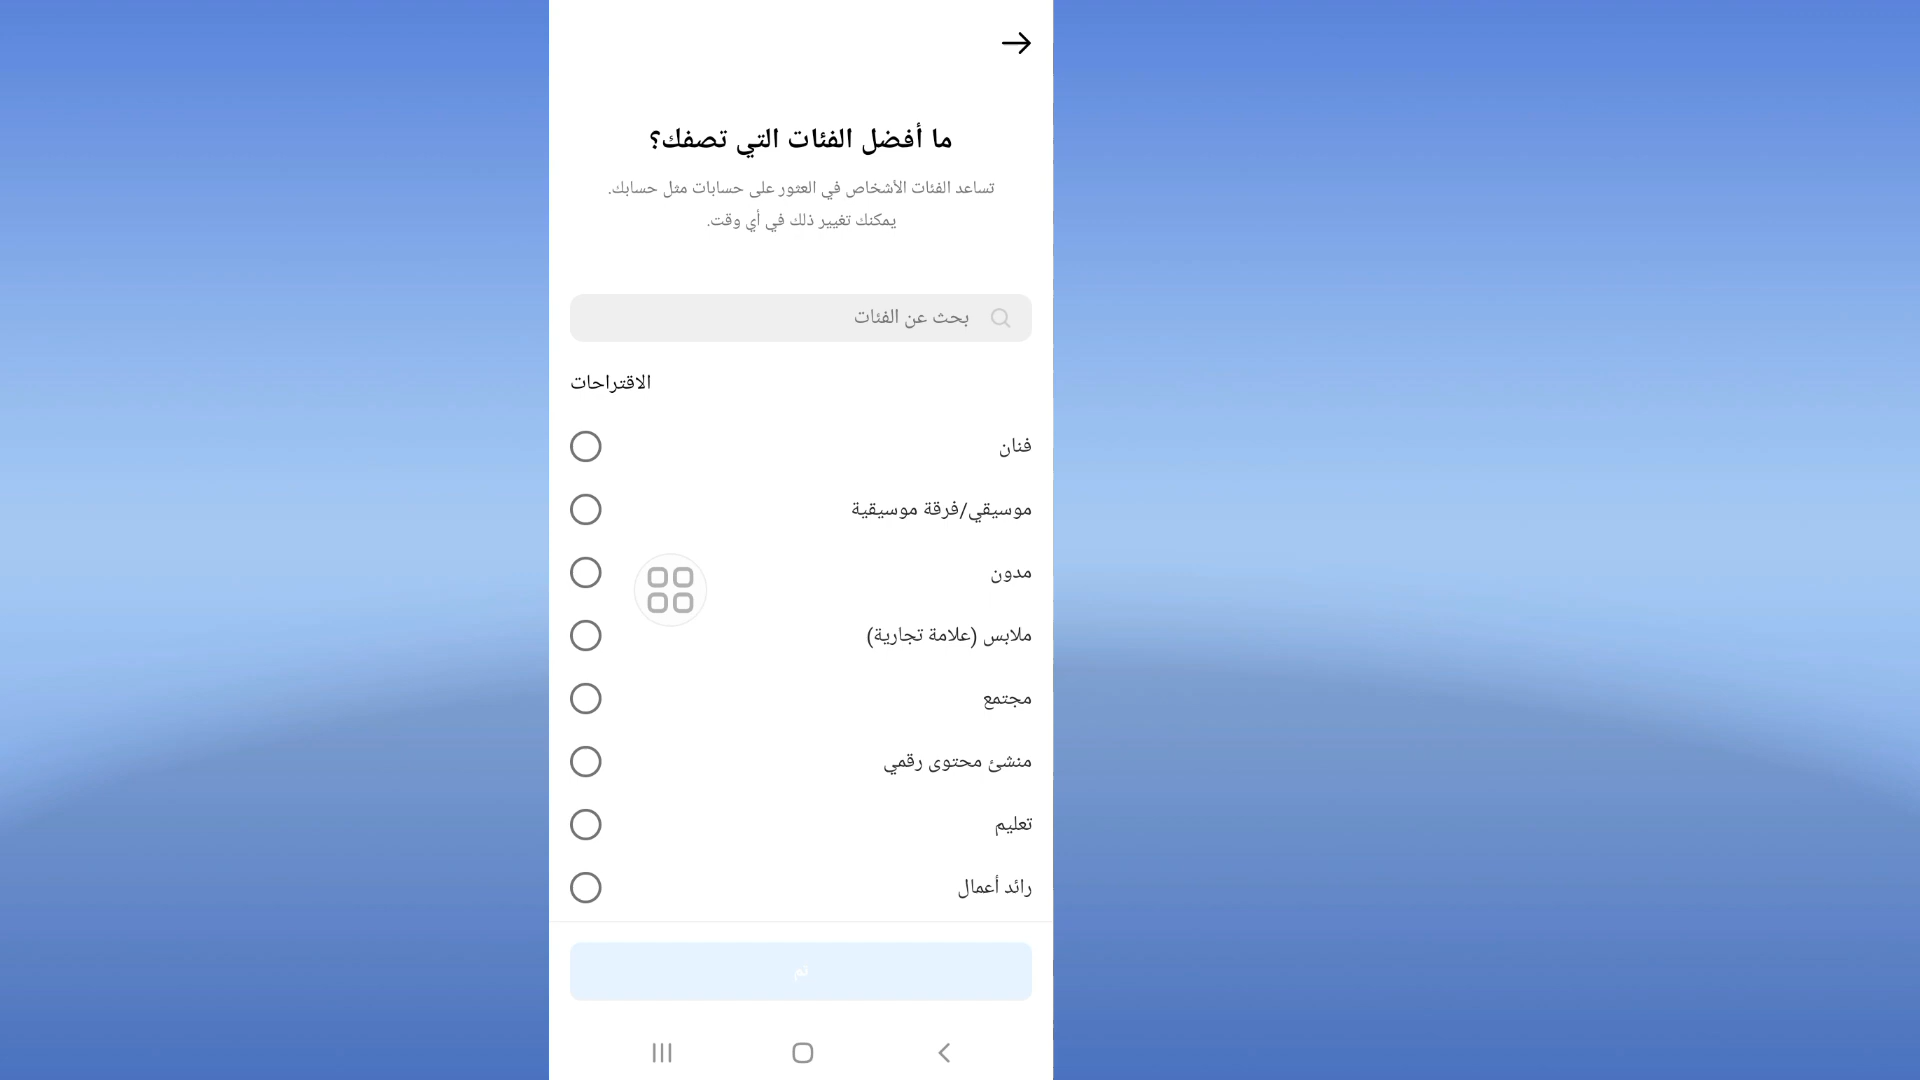 ما أفضل الفئات التي تصفك؟
تساعد الفئات الأشخاص في العثور على حسابات مثل حسابك.
يمكنك تغيير ذلك في أي وقت.
بحث عن الفئات
الاقتراحات
فنان
موسيقي/فرقة موسيقية
مدون
ملابس (علامة تجارية)
مجتمع
منشئ محتوى رقمي
تعليم
رائد أعمال
تم